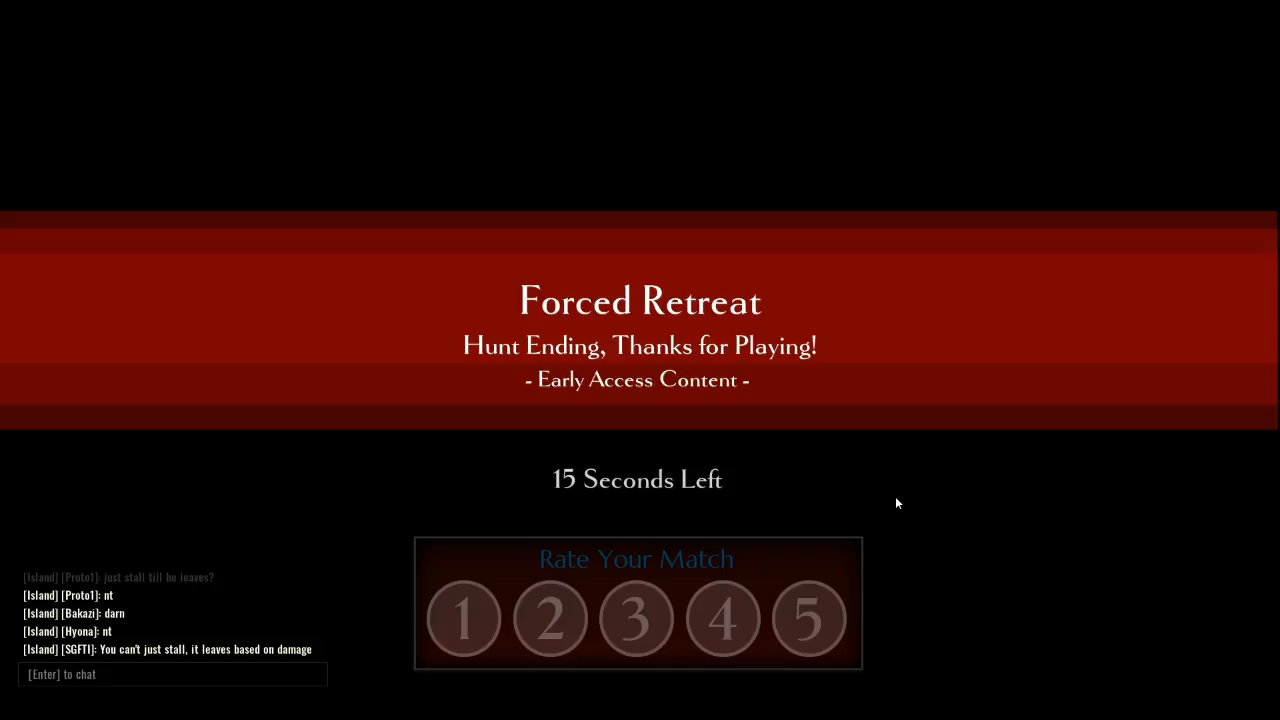 Forced Retreat
Hunt Ending, Thanks for Playing!
- Early Access Content -
15 Seconds Left
Rate Your Match
1 2 3 4 5
[Island] [Proto1]: just stall till he leaves?
[Island] [Proto1]: nt
[Island] [Bakazi]: darn
[Island] [Hyona]: nt
[Island] [SGFTI]: You can't just stall, it leaves based on damage
[Enter] to chat